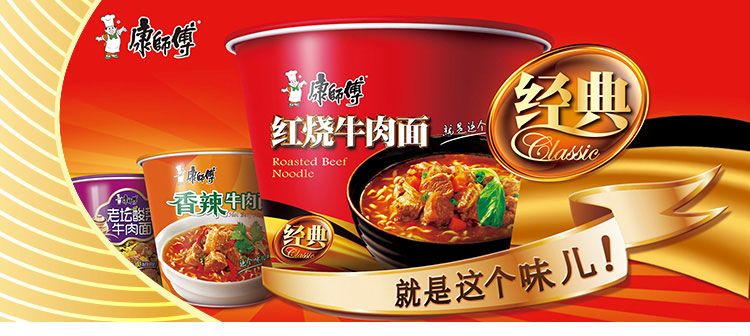 康師傅
康師傅
红烧牛肉面
Roasted Beef
Noodle
就是这个
经典
Classic
经典
Classic
康师傅
香辣牛肉面
老坛酸菜
牛肉面
就是这个味儿!